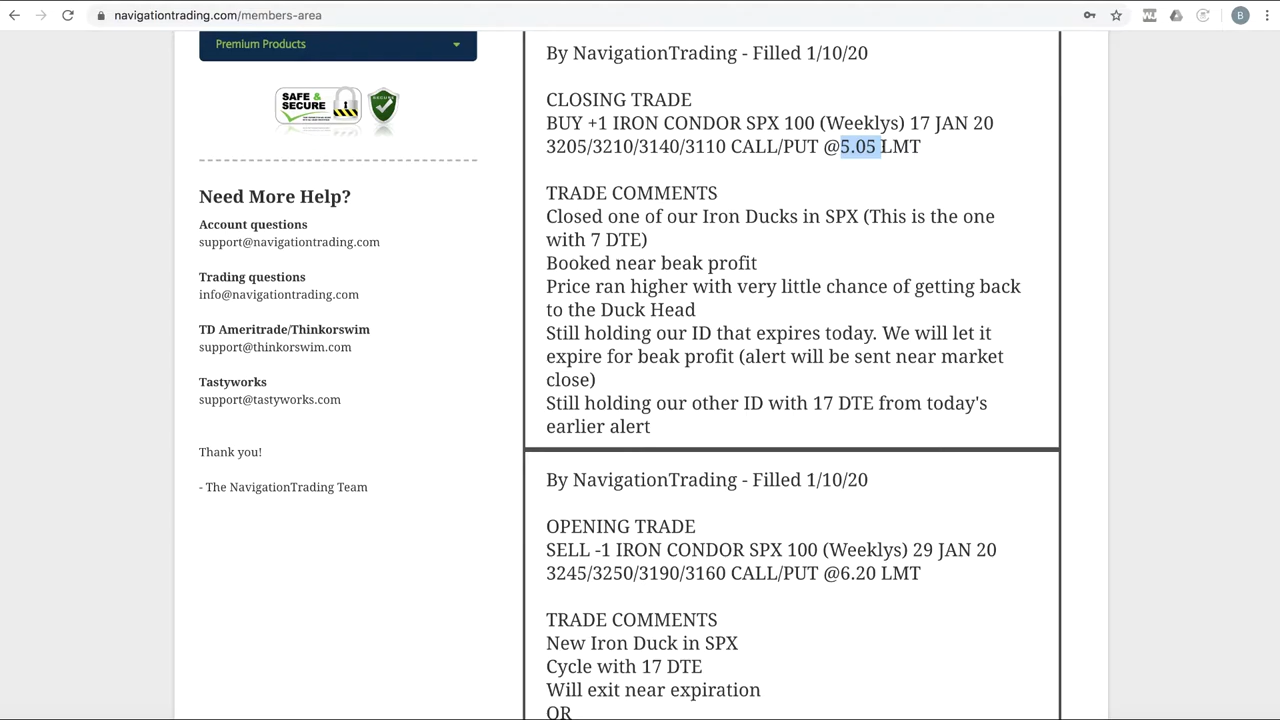 navigationtrading.com/members-area
B
Premium Products
SAFE &
SECURE
Need More Help?
Account questions
support@navigationtrading.com
Trading questions
info@navigationtrading.com
TD Ameritrade/Thinkorswim
support@thinkorswim.com
Tastyworks
support@tastyworks.com
Thank you!
- The NavigationTrading Team
By NavigationTrading - Filled 1/10/20
CLOSING TRADE
BUY +1 IRON CONDOR SPX 100 (Weeklys) 17 JAN 20
3205/3210/3140/3110 CALL/PUT @5.05 LMT
TRADE COMMENTS
Closed one of our Iron Ducks in SPX (This is the one
with 7 DTE)
Booked near beak profit
Price ran higher with very little chance of getting back
to the Duck Head
Still holding our ID that expires today. We will let it
expire for beak profit (alert will be sent near market
close)
Still holding our other ID with 17 DTE from today's
earlier alert
By NavigationTrading - Filled 1/10/20
OPENING TRADE
SELL -1 IRON CONDOR SPX 100 (Weeklys) 29 JAN 20
3245/3250/3190/3160 CALL/PUT @6.20 LMT
TRADE COMMENTS
New Iron Duck in SPX
Cycle with 17 DTE
Will exit near expiration
OR